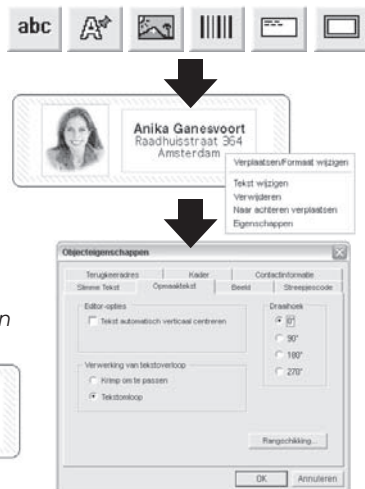 abc
Anika Ganesvoort
Raadhuisstraat 364
Amsterdam
Verplaatsen/Formaat wijzigen
Tekst wijzigen
Verwijderen
Naar achteren verplaatsen
Eigenschappen
Objecteigenschappen
Terugkeeradres Kader Contactinformatie
Slimme Tekst Opmaaktekst Beeld Streepjescode
Editor-opties
Tekst automatisch verticaal centreren
Draaihoek
0°
90°
180°
270°
Verwerking van tekstoverloop
Krimp om te passen
Tekstomloop
Rangschikking...
OK Annuleren